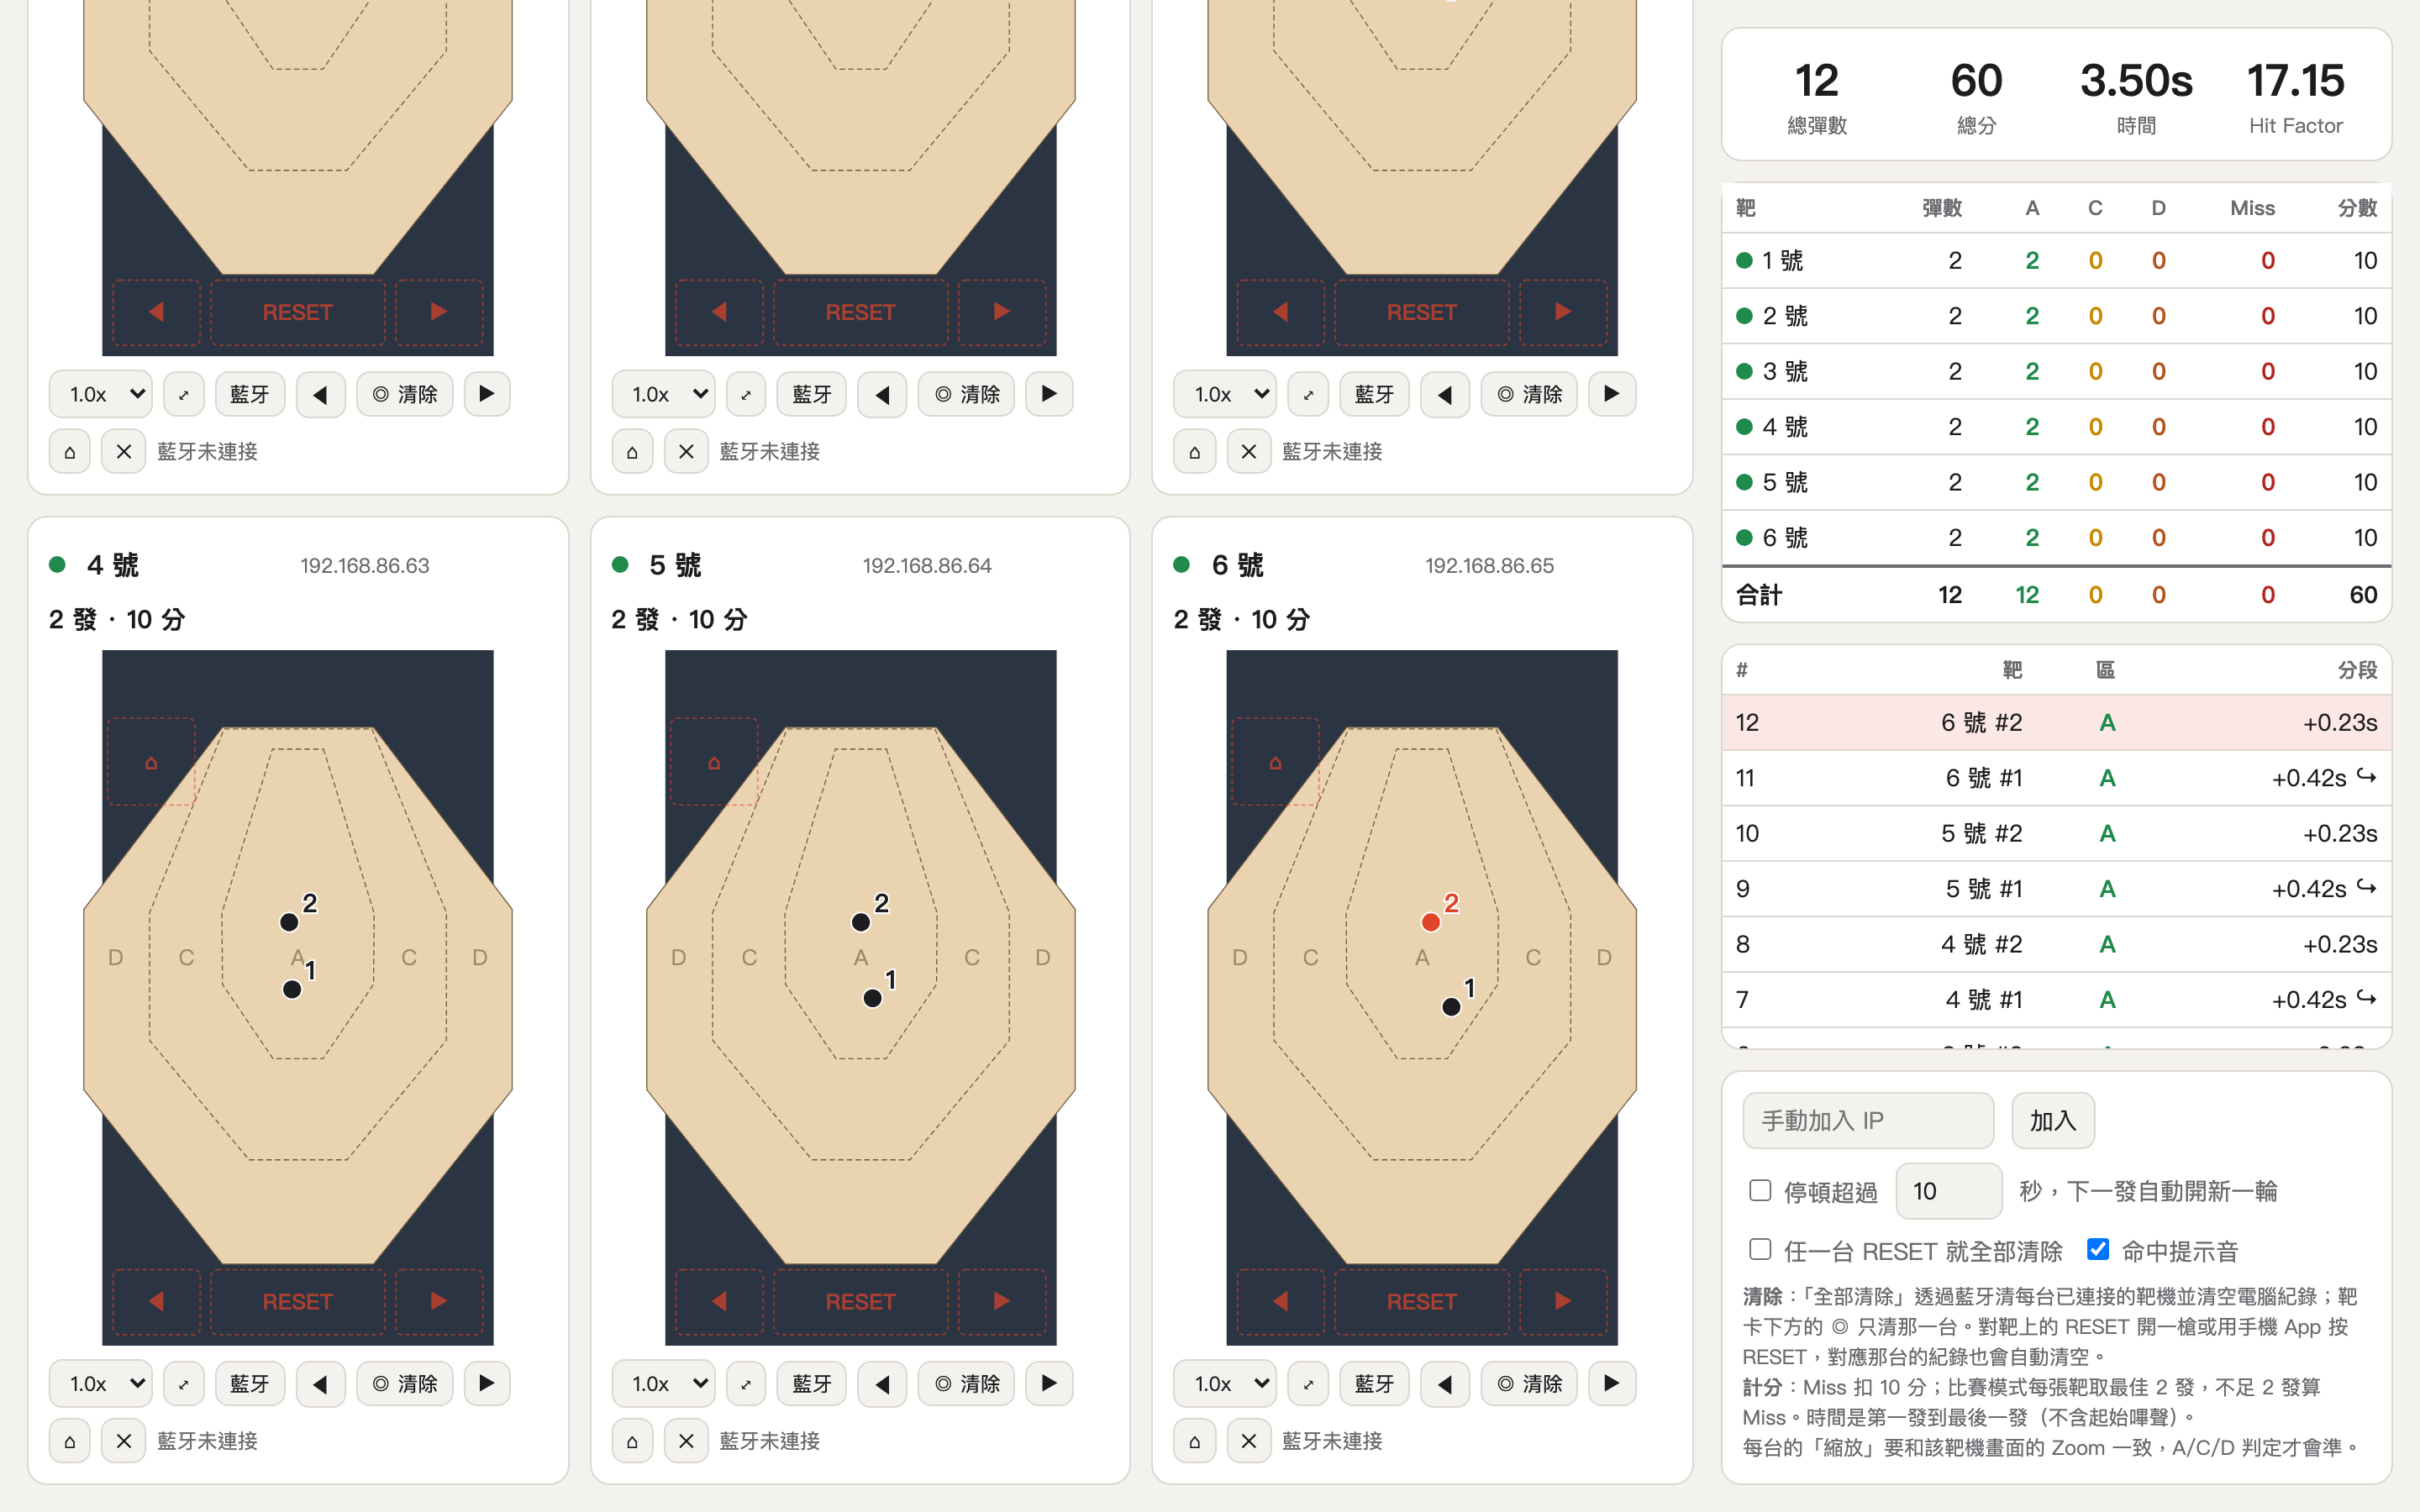 RESET
RESET
RESET
1.0x 藍牙 ◎ 清除
藍牙未連接
1.0x 藍牙 ◎ 清除
藍牙未連接
1.0x 藍牙 ◎ 清除
藍牙未連接
4 號 192.168.86.63
2 發 · 10 分
2
D C A C D
1
RESET
1.0x 藍牙 ◎ 清除
藍牙未連接
5 號 192.168.86.64
2 發 · 10 分
2
D C A C D
1
RESET
1.0x 藍牙 ◎ 清除
藍牙未連接
6 號 192.168.86.65
2 發 · 10 分
2
D C A C D
1
RESET
1.0x 藍牙 ◎ 清除
藍牙未連接
12 60 3.50s 17.15
總彈數 總分 時間 Hit Factor
靶 彈數 A C D Miss 分數
1 號 2 2 0 0 0 10
2 號 2 2 0 0 0 10
3 號 2 2 0 0 0 10
4 號 2 2 0 0 0 10
5 號 2 2 0 0 0 10
6 號 2 2 0 0 0 10
合計 12 12 0 0 0 60
# 靶 區 分段
12 6 號 #2 A +0.23s
11 6 號 #1 A +0.42s ↪
10 5 號 #2 A +0.23s
9 5 號 #1 A +0.42s ↪
8 4 號 #2 A +0.23s
7 4 號 #1 A +0.42s ↪
手動加入 IP 加入
停頓超過 10 秒，下一發自動開新一輪
任一台 RESET 就全部清除 命中提示音
清除：「全部清除」透過藍牙清每台已連接的靶機並清空電腦紀錄；靶
卡下方的 ◎ 只清那一台。對靶上的 RESET 開一槍或用手機 App 按
RESET，對應那台的紀錄也會自動清空。
計分：Miss 扣 10 分；比賽模式每張靶取最佳 2 發，不足 2 發算
Miss。時間是第一發到最後一發（不含起始嗶聲）。
每台的「縮放」要和該靶機畫面的 Zoom 一致，A/C/D 判定才會準。